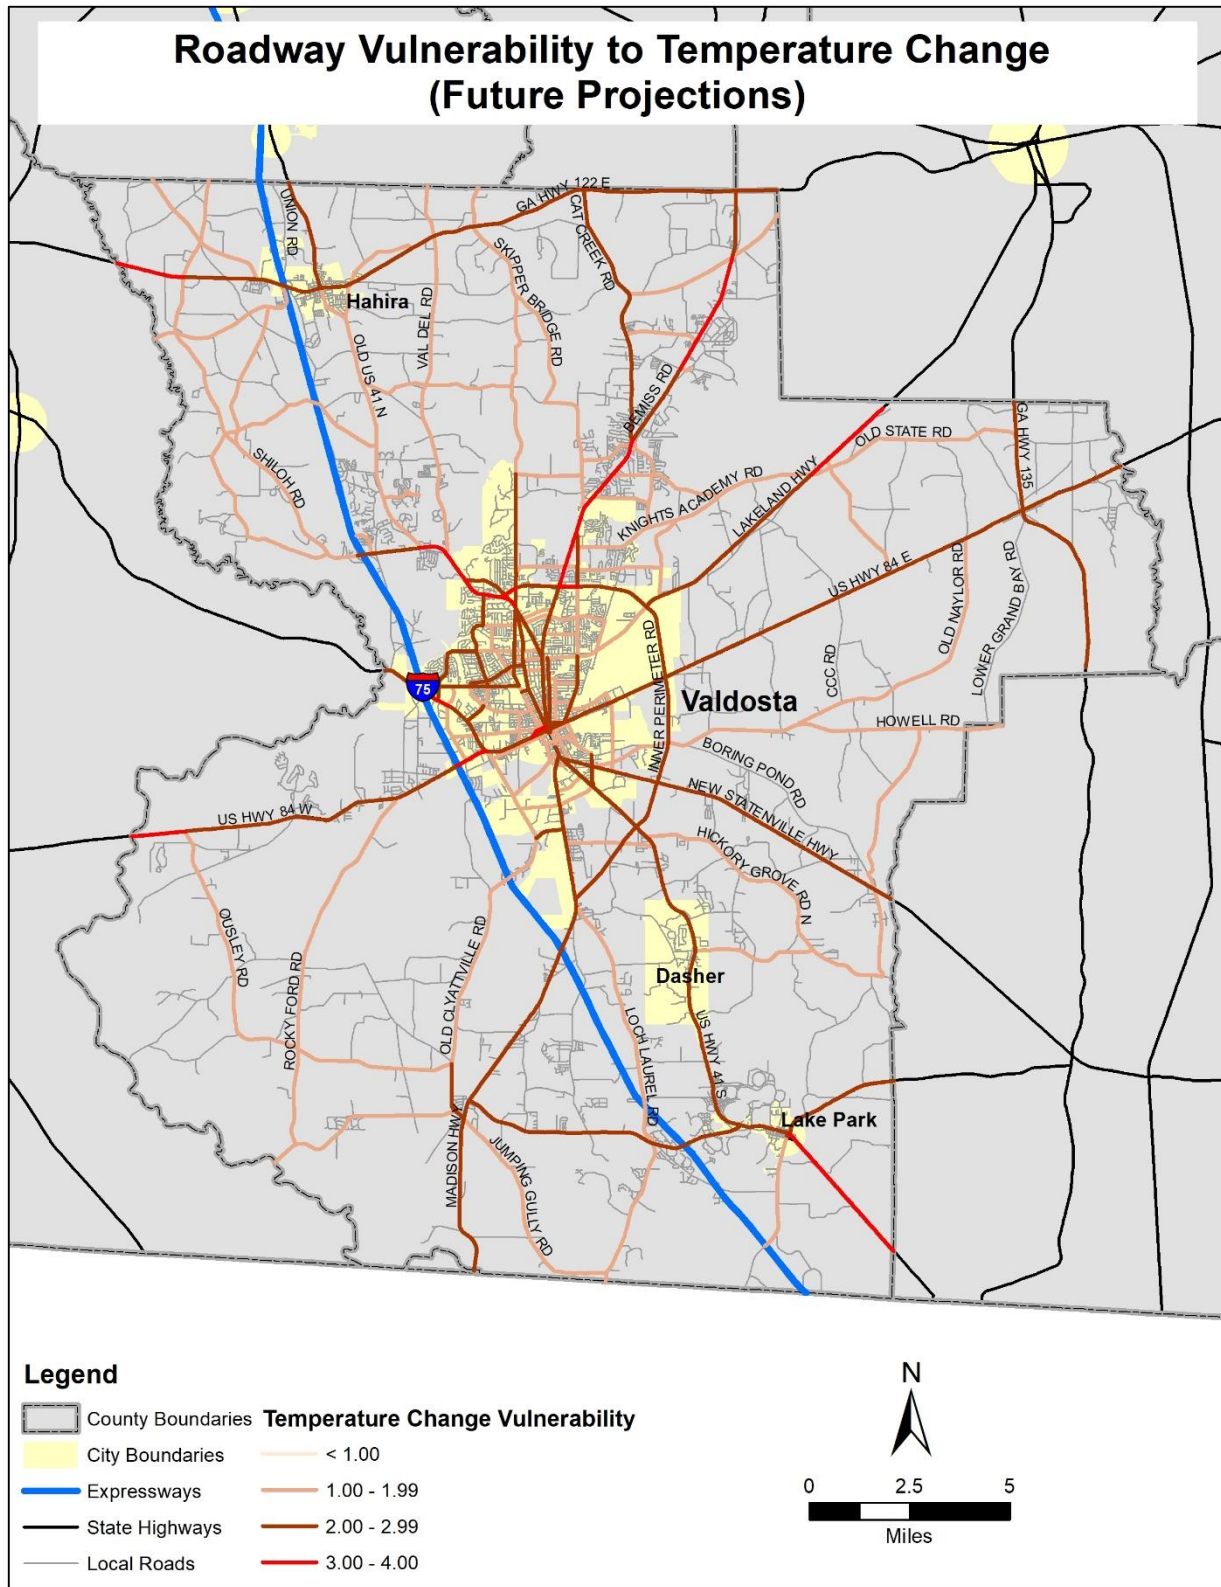 Roadway Vulnerability to Temperature Change
(Future Projections)
GA HWY 122 E
UNION RD
CAT CREEK RD
SKIPPER BRIDGE RD
Hahira
VAL DEL RD
OLD US 41 N
BEMISS RD
GA HWY 135
OLD STATE RD
SHILOH RD
KNIGHTS ACADEMY RD
LAKELAND HWY
US HWY 84 E
OLD NAYLOR RD
LOWER GRAND BAY RD
INNER PERIMETER RD
CCC RD
75
Valdosta
HOWELL RD
BORING POND RD
NEW STATENVILLE HWY
US HWY 84 W
HICKORY GROVE RD N
OUSLEY RD
ROCKY FORD RD
OLD CLYATTVILLE RD
Dasher
LOCH LAUREL RD
US HWY 41 S
MADISON HWY
JUMPING GULLY RD
Lake Park
Legend
County Boundaries
City Boundaries
Expressways
State Highways
Local Roads
Temperature Change Vulnerability
< 1.00
1.00 - 1.99
2.00 - 2.99
3.00 - 4.00
N
0 2.5 5
Miles